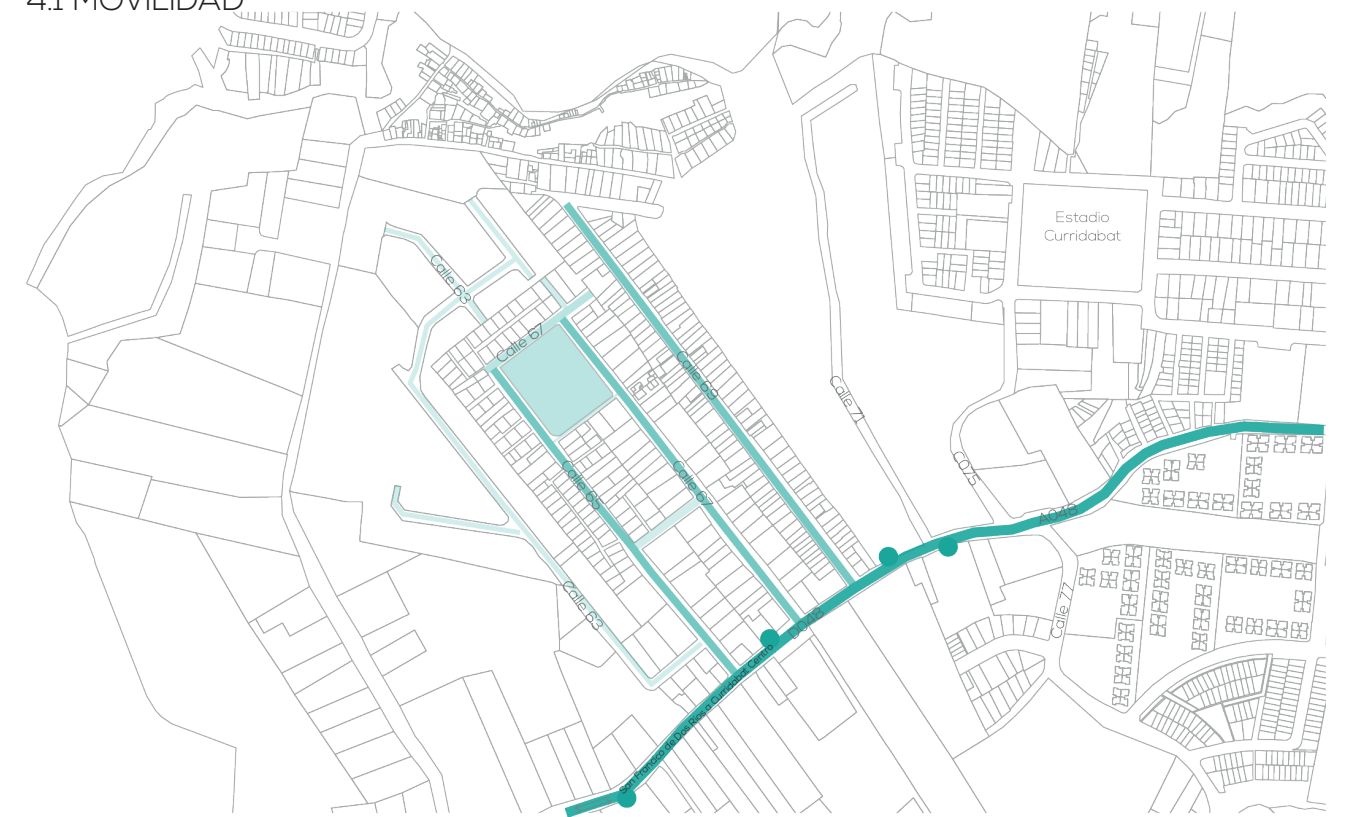 4.1 MOVILIDAD
Estadio
Curridabat
Calle 63
Calle 67
Calle 69
Calle 71
C075
Calle 65
Calle 67
A048
Calle 63
Calle 77
D048
San Francisco de Dos Rios a Curridabat Centro